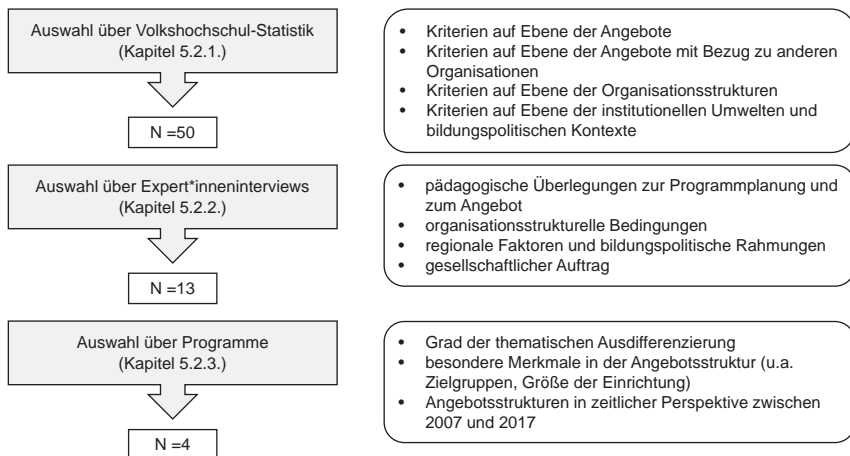 Auswahl über Volkshochschul-Statistik
(Kapitel 5.2.1.)
N =50
• Kriterien auf Ebene der Angebote
• Kriterien auf Ebene der Angebote mit Bezug zu anderen
Organisationen
• Kriterien auf Ebene der Organisationsstrukturen
• Kriterien auf Ebene der institutionellen Umwelten und
bildungspolitischen Kontexte
Auswahl über Expert*inneninterviews
(Kapitel 5.2.2.)
N =13
• pädagogische Überlegungen zur Programmplanung und
zum Angebot
• organisationsstrukturelle Bedingungen
• regionale Faktoren und bildungspolitische Rahmungen
• gesellschaftlicher Auftrag
Auswahl über Programme
(Kapitel 5.2.3.)
N =4
• Grad der thematischen Ausdifferenzierung
• besondere Merkmale in der Angebotsstruktur (u.a.
Zielgruppen, Größe der Einrichtung)
• Angebotsstrukturen in zeitlicher Perspektive zwischen
2007 und 2017